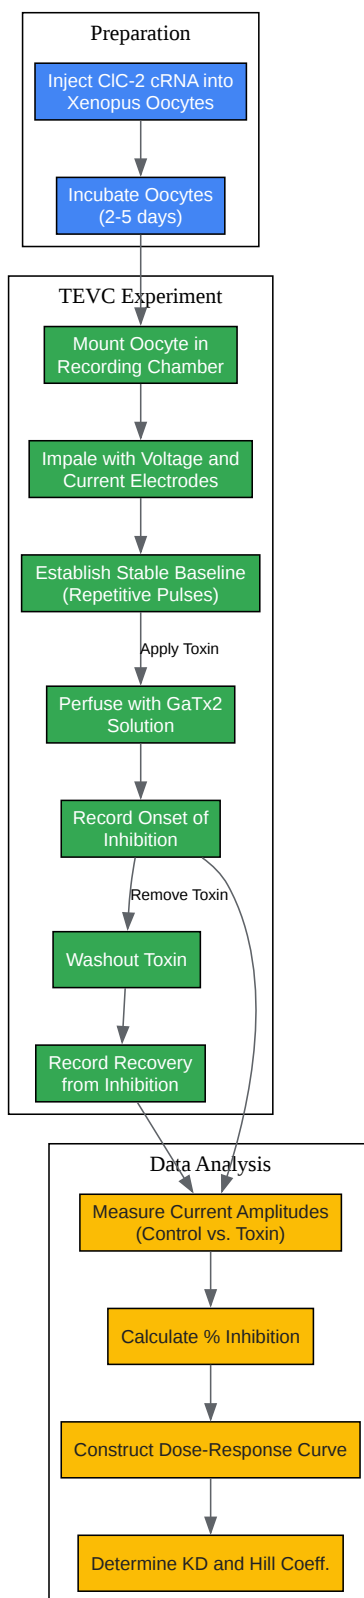 Preparation
Inject ClC-2 cRNA into
Xenopus Oocytes
Incubate Oocytes
(2-5 days)
TEVC Experiment
Mount Oocyte in
Recording Chamber
Impale with Voltage and
Current Electrodes
Establish Stable Baseline
(Repetitive Pulses)
Apply Toxin
Perfuse with GaTx2
Solution
Record Onset of
Inhibition
Remove Toxin
Washout Toxin
Record Recovery
from Inhibition
Data Analysis
Measure Current Amplitudes
(Control vs. Toxin)
Calculate % Inhibition
Construct Dose-Response Curve
Determine KD and Hill Coeff.